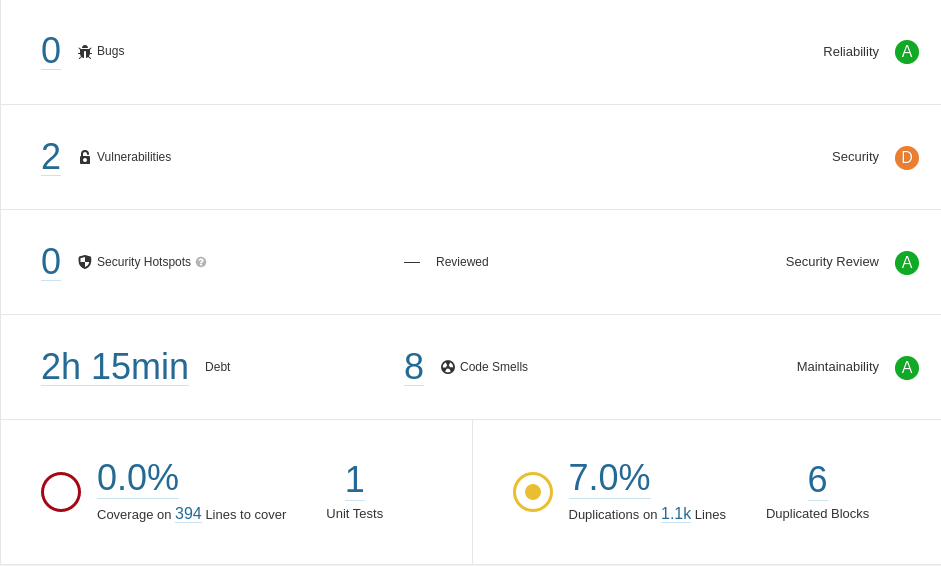 0 Bugs Reliability A
2 Vulnerabilities Security D
0 Security Hotspots ? — Reviewed Security Review A
2h 15min Debt 8 Code Smells Maintainability A
0.0% 1 7.0% 6
Coverage on 394 Lines to cover Unit Tests Duplications on 1.1k Lines Duplicated Blocks